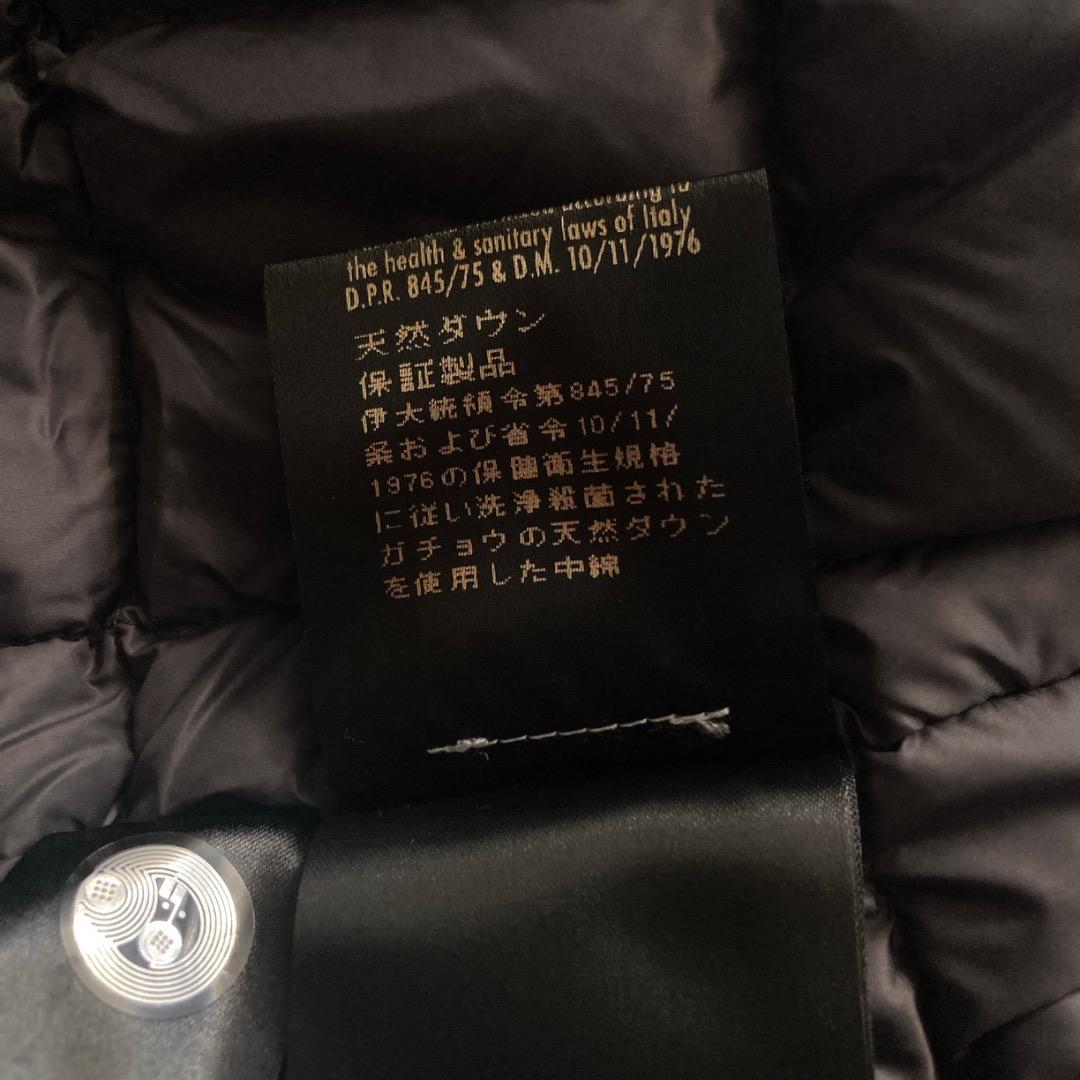 according to
the health & sanitary laws of Italy
D.P.R. 845/75 & D.M. 10/11/1976
天然ダウン
保証製品
伊大統領令第845/75
条および省令10/11/
1976の保健衛生規格
に従い洗浄殺菌された
ガチョウの天然ダウン
を使用した中綿